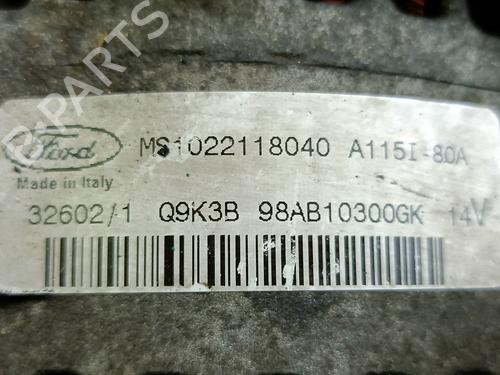 B-PARTS
Ford MS1022118040 A115I-80A
Made in Italy
32602/1 Q9K3B 98AB10300GK 14V